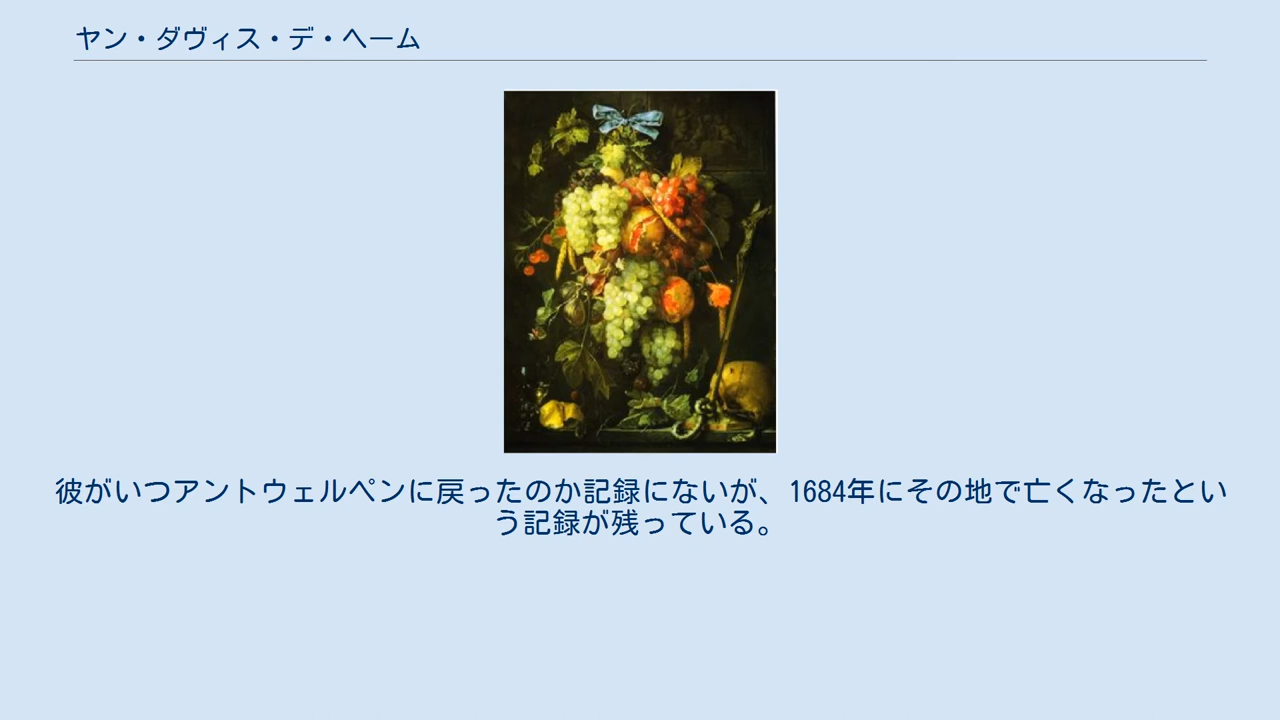 ヤン・ダヴィス・デ・ヘーム
彼がいつアントウェルペンに戻ったのか記録にないが、1684年にその地で亡くなったとい
う記録が残っている。